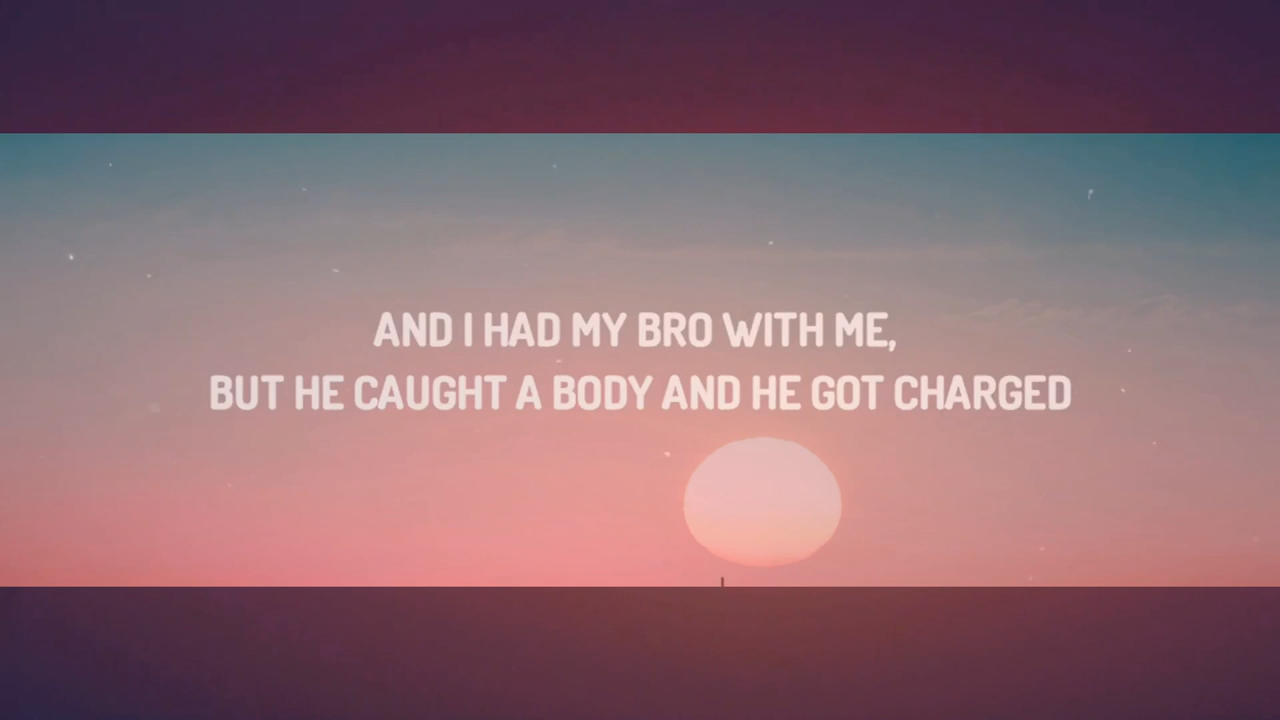 AND I HAD MY BRO WITH ME,
BUT HE CAUGHT A BODY AND HE GOT CHARGED